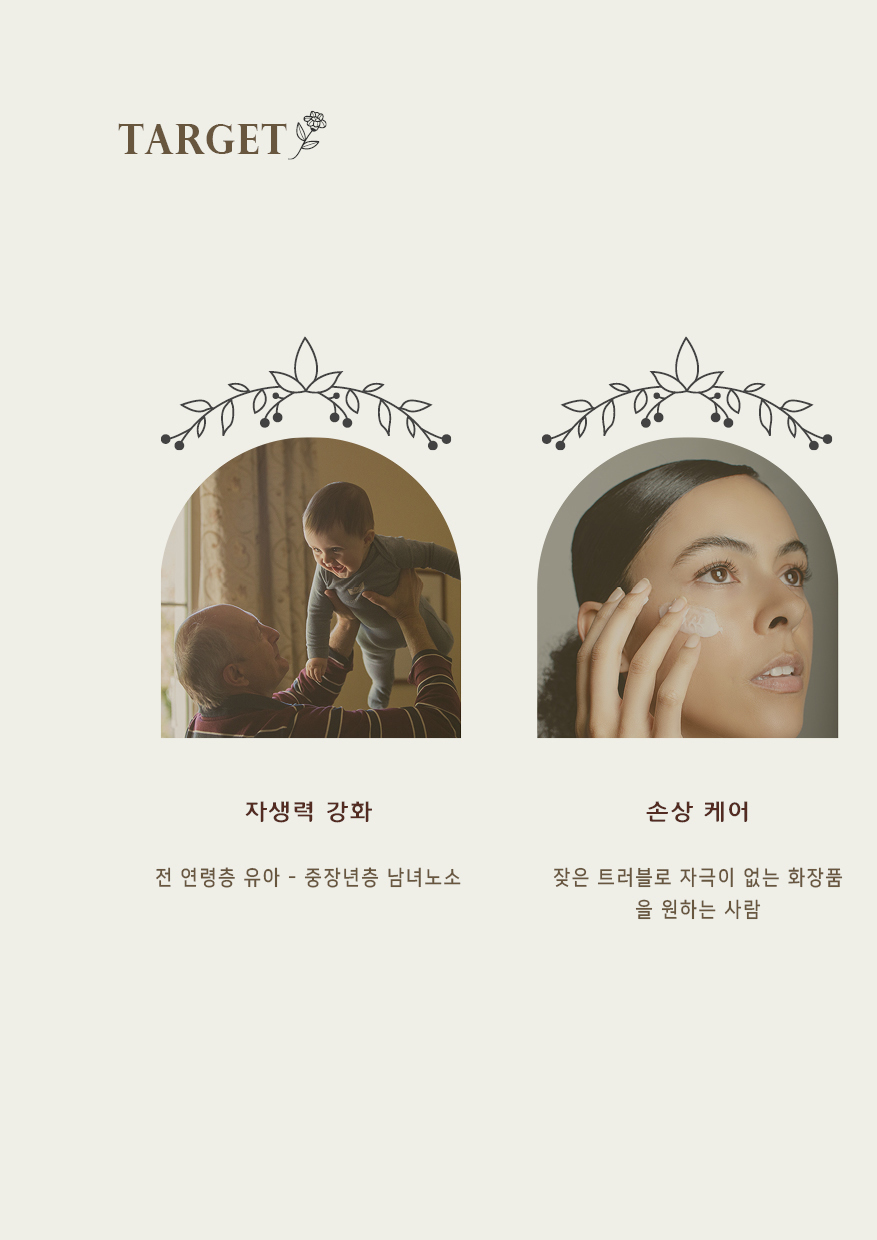 TARGET
자생력 강화
전 연령층 유아 - 중장년층 남녀노소
손상 케어
잦은 트러블로 자극이 없는 화장품
을 원하는 사람